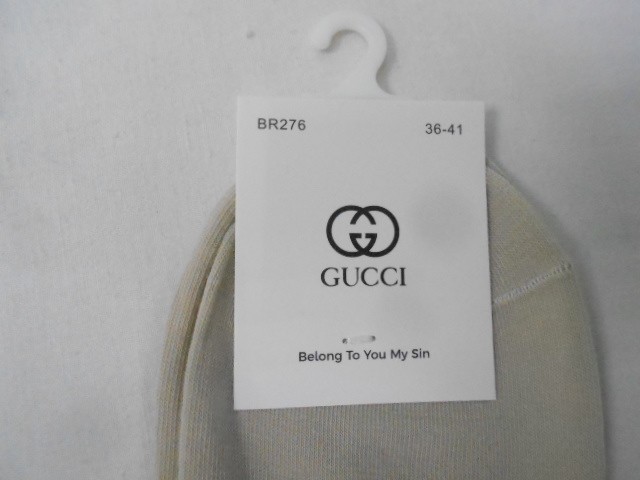 BR276 36-41
GUCCI
Belong To You My Sin